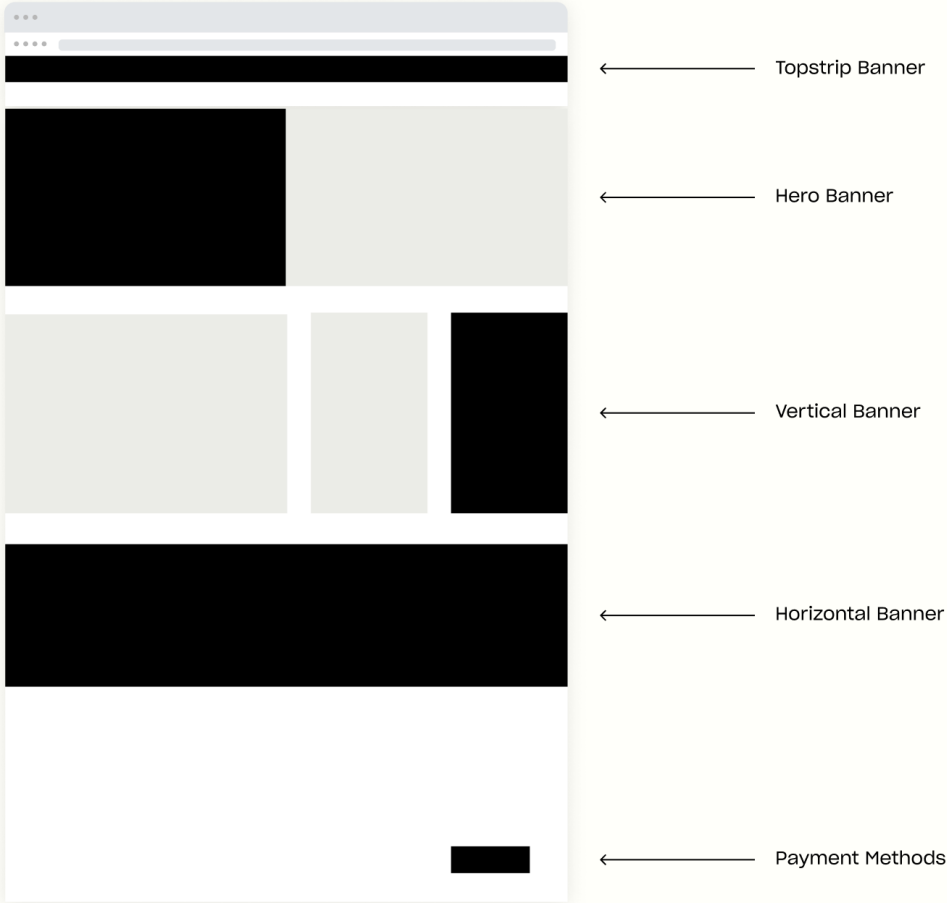 Topstrip Banner
Hero Banner
Vertical Banner
Horizontal Banner
Payment Methods